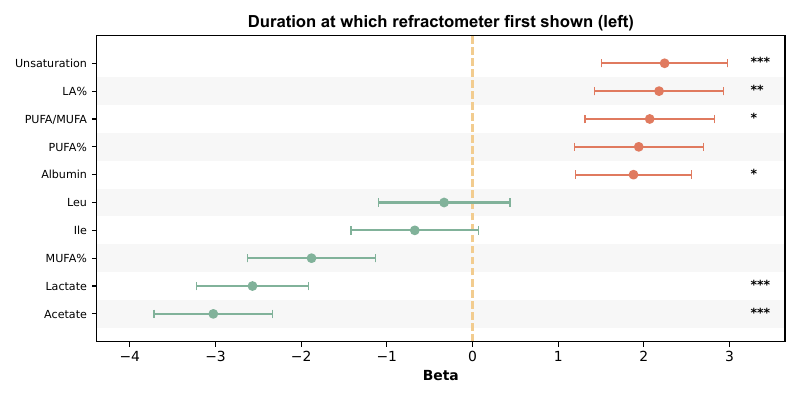 Duration at which refractometer first shown (left)
Unsaturation ***
LA% **
PUFA/MUFA *
PUFA%
Albumin *
Leu
Ile
MUFA%
Lactate ***
Acetate ***
−4 −3 −2 −1 0 1 2 3
Beta